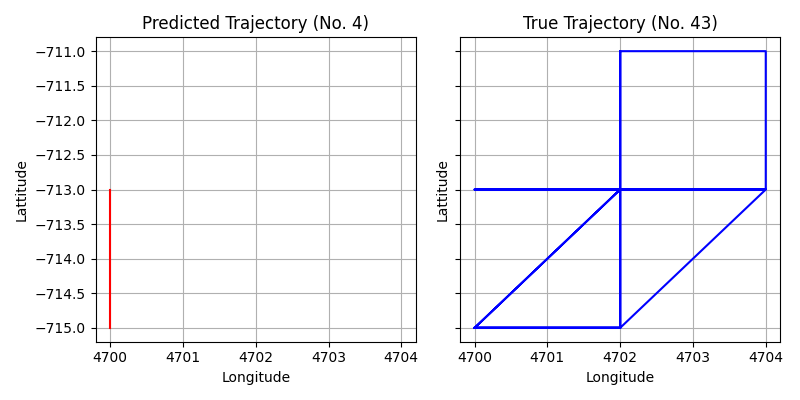 Predicted Trajectory (No. 4)
−711.0
−711.5
−712.0
−712.5
−713.0
−713.5
−714.0
−714.5
−715.0
Lattitude
4700 4701 4702 4703 4704
Longitude
True Trajectory (No. 43)
Lattitude
4700 4701 4702 4703 4704
Longitude